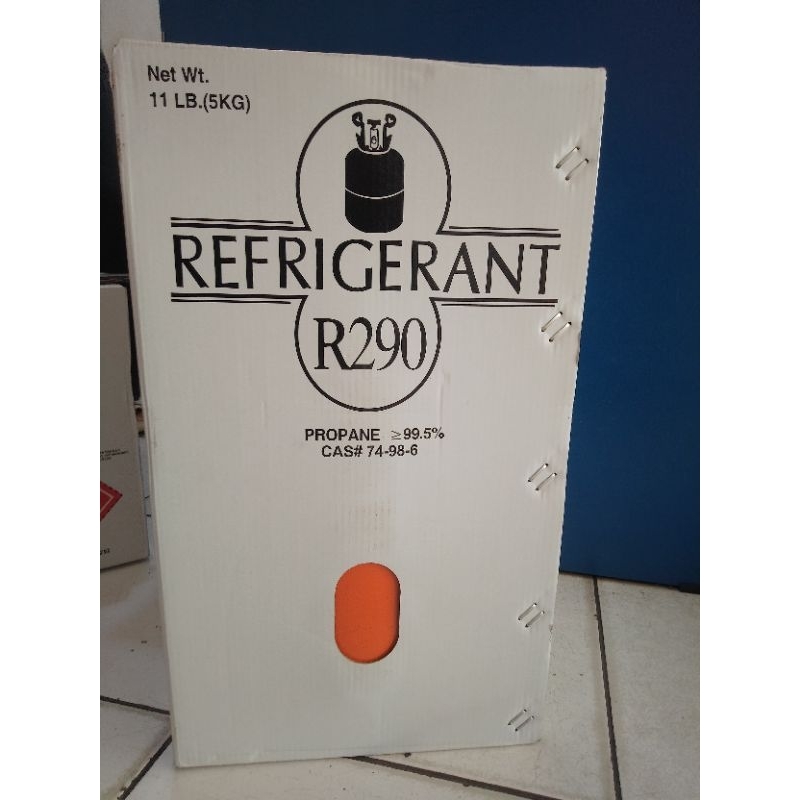 Net Wt.
11 LB.(5KG)
REFRIGERANT
R290
PROPANE ≥99.5%
CAS# 74-98-6